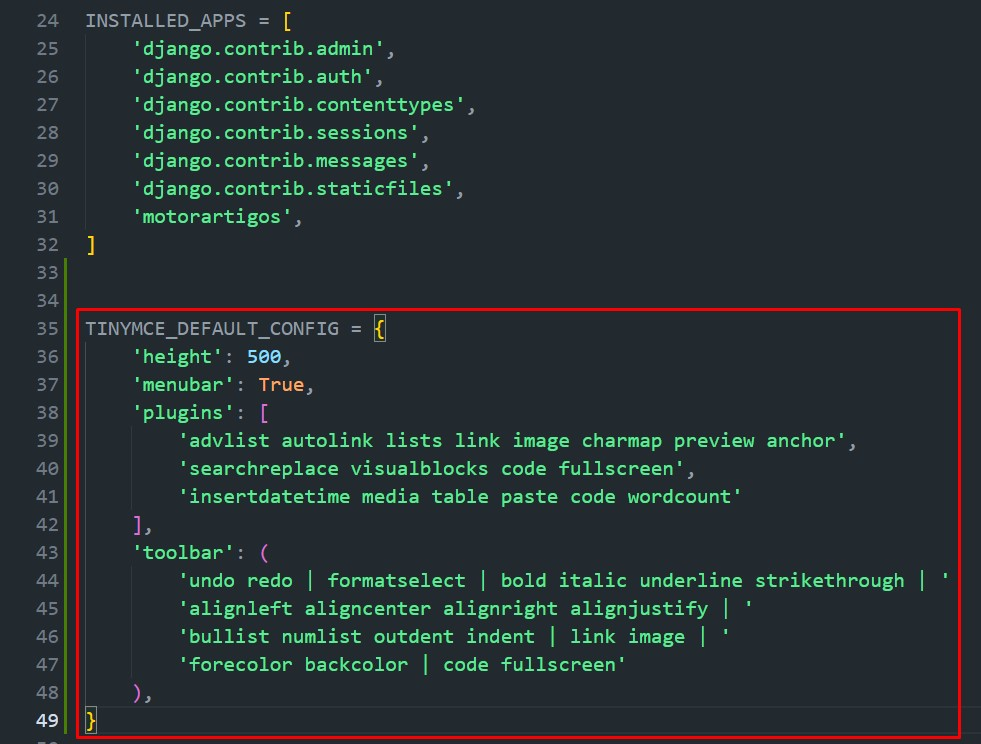 24 INSTALLED_APPS = [
25     'django.contrib.admin',
26     'django.contrib.auth',
27     'django.contrib.contenttypes',
28     'django.contrib.sessions',
29     'django.contrib.messages',
30     'django.contrib.staticfiles',
31     'motorartigos',
32 ]
33
34
35 TINYMCE_DEFAULT_CONFIG = {
36     'height': 500,
37     'menubar': True,
38     'plugins': [
39         'advlist autolink lists link image charmap preview anchor',
40         'searchreplace visualblocks code fullscreen',
41         'insertdatetime media table paste code wordcount'
42     ],
43     'toolbar': (
44         'undo redo | formatselect | bold italic underline strikethrough | '
45         'alignleft aligncenter alignright alignjustify | '
46         'bullist numlist outdent indent | link image | '
47         'forecolor backcolor | code fullscreen'
48     ),
49 }